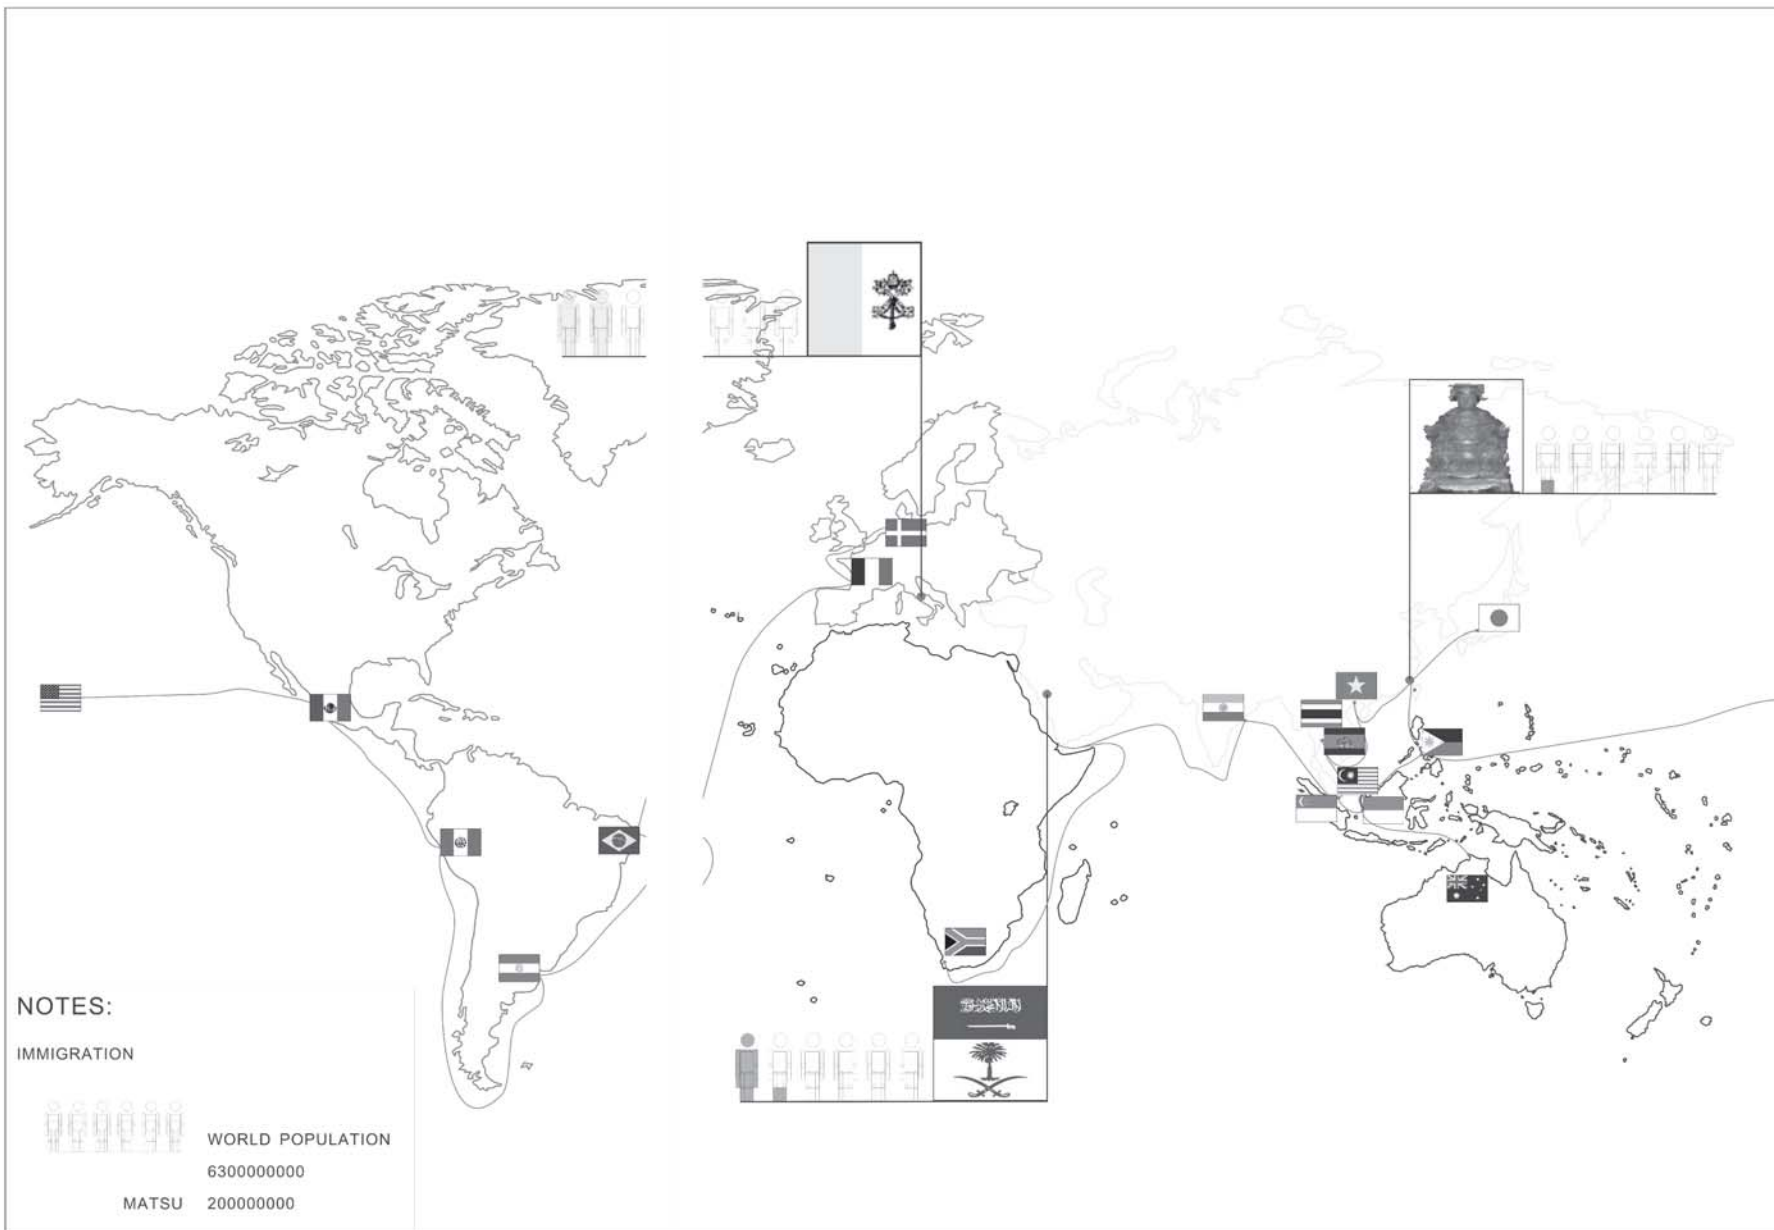 NOTES:
IMMIGRATION
WORLD POPULATION
6300000000
MATSU 200000000